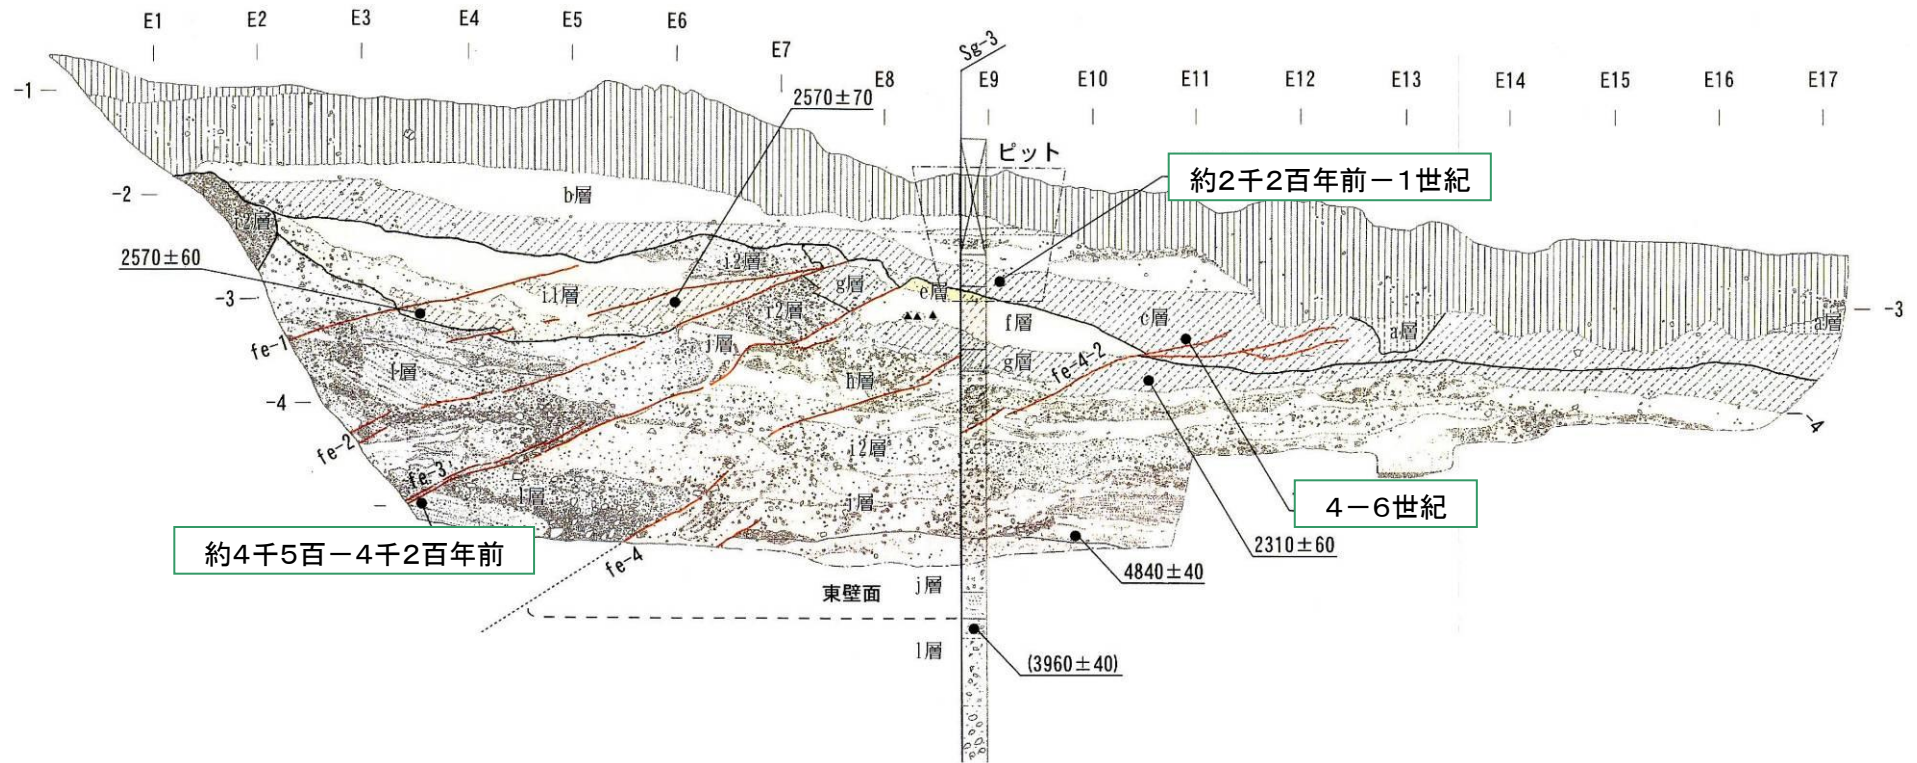 E1 E2 E3 E4 E5 E6 E7 E8 Sg-3 E9 E10 E11 E12 E13 E14 E15 E16 E17
-1
2570±70
ピット
約2千2百年前－1世紀
-2
b層
i2層
2570±60
i2層
g層
e層
-3
i1層
i2層
f層
c層
a層
a層
-3
fe-1
j層
g層
fe-4-2
l層
h層
-4
-4
fe-2
i2層
fe-3
l層
j層
4－6世紀
約4千5百－4千2百年前
fe-4
2310±60
4840±40
東壁面
j層
l層
(3960±40)